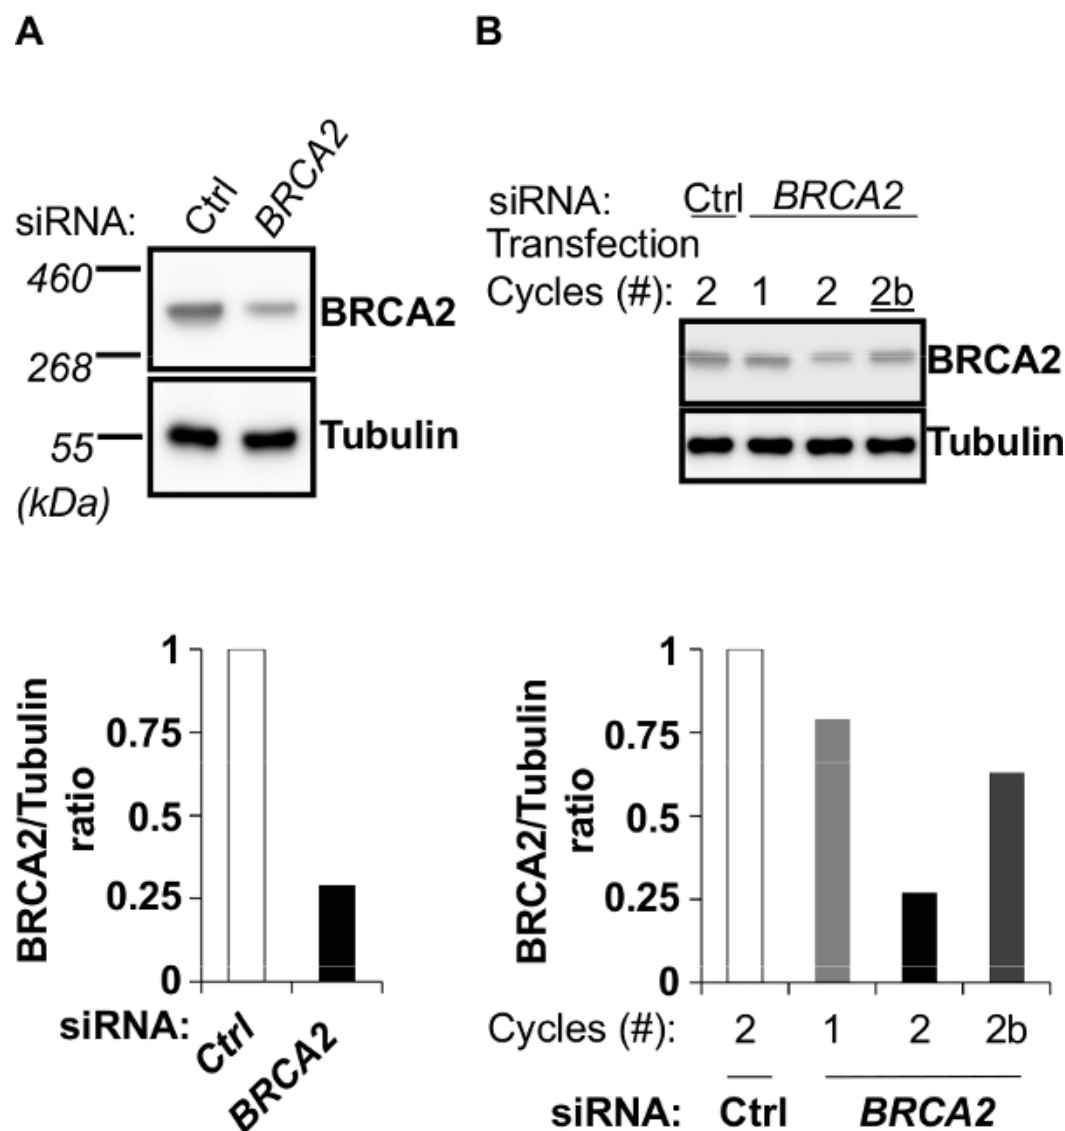 A
B
siRNA: Ctrl BRCA2
460
BRCA2
268
55
Tubulin
(kDa)
siRNA: Ctrl BRCA2
Transfection
Cycles (#): 2 1 2 2b
BRCA2
Tubulin
BRCA2/Tubulin
ratio
1
0.75
0.5
0.25
0
siRNA: Ctrl BRCA2
BRCA2/Tubulin
ratio
1
0.75
0.5
0.25
0
Cycles (#): 2 1 2 2b
siRNA: Ctrl BRCA2